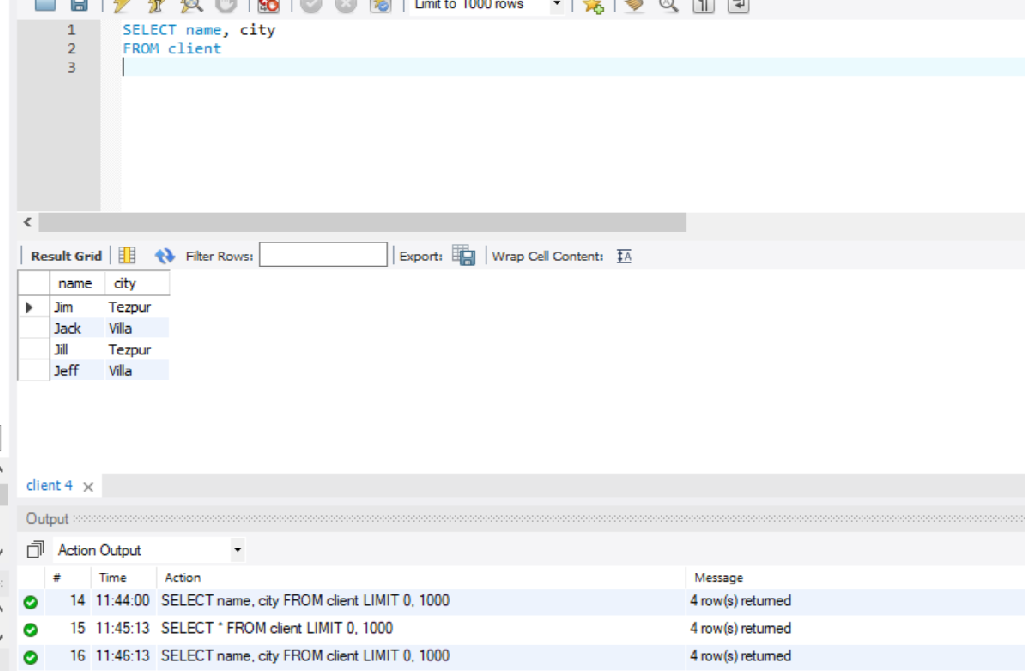 Limit to 1000 rows
1 SELECT name, city
2 FROM client
3
Result Grid Filter Rows: Export: Wrap Cell Content: IA
name city
Jim Tezpur
Jack Villa
Jill Tezpur
Jeff Villa
client 4 ×
Output
Action Output
# Time Action Message
14 11:44:00 SELECT name, city FROM client LIMIT 0, 1000 4 row(s) returned
15 11:45:13 SELECT * FROM client LIMIT 0, 1000 4 row(s) returned
16 11:46:13 SELECT name, city FROM client LIMIT 0, 1000 4 row(s) returned